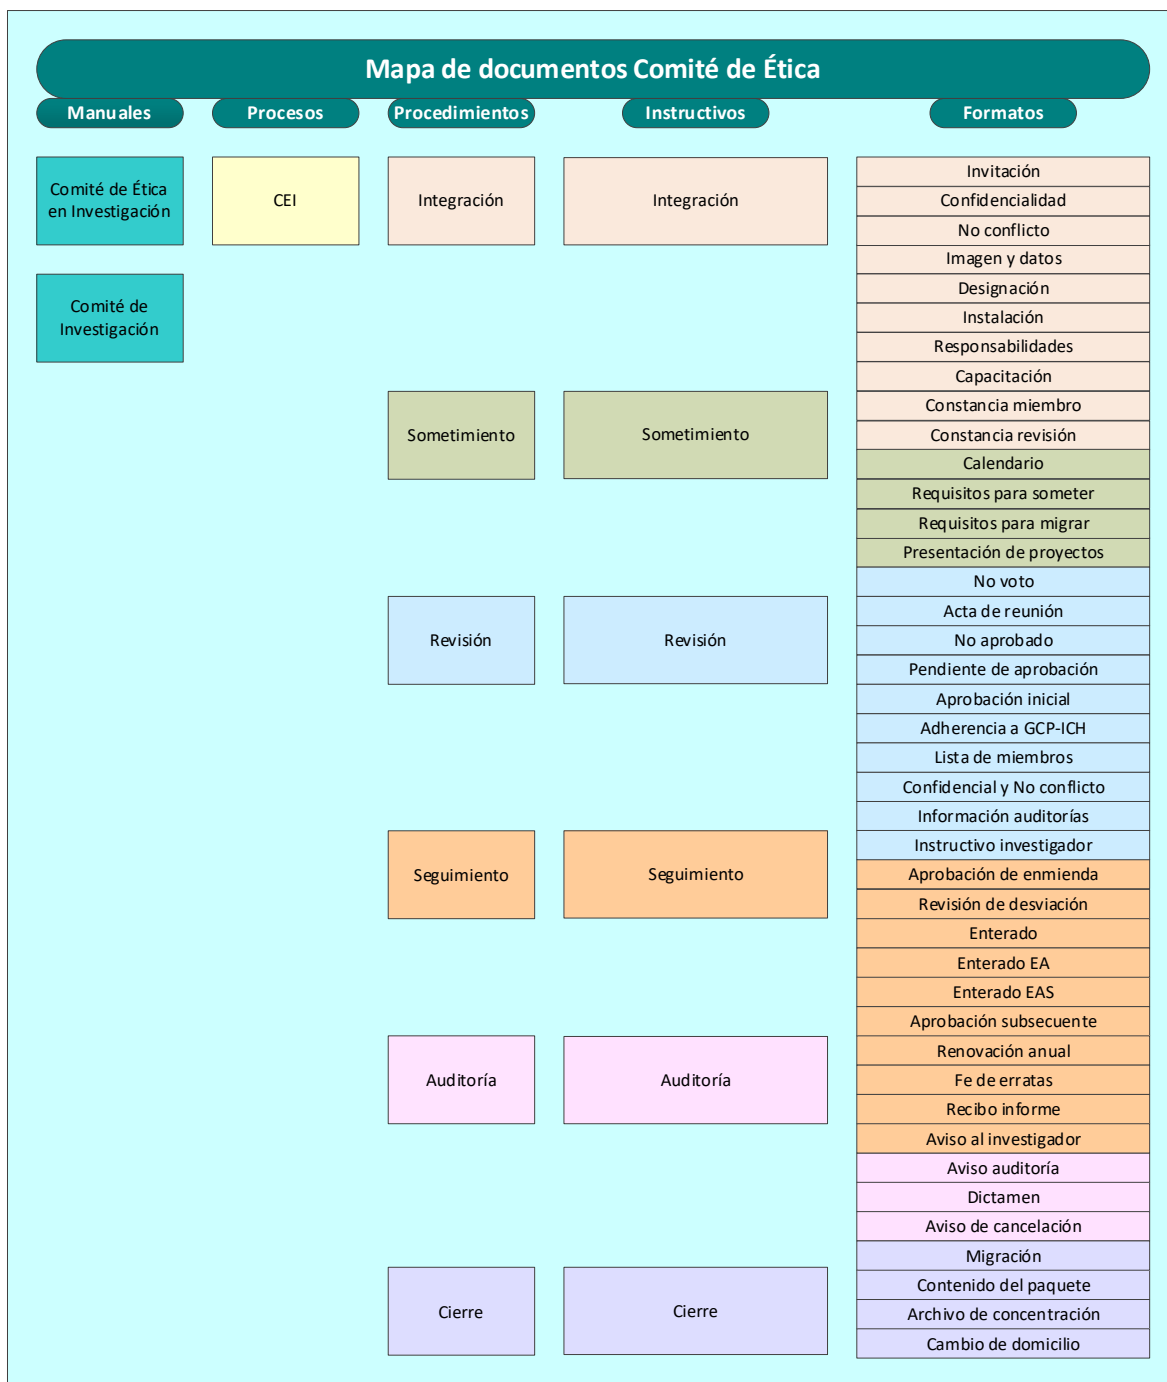 Mapa de documentos Comité de Ética
Manuales
Procesos
Procedimientos
Instructivos
Formatos
Comité de Ética
en Investigación
CEI
Integración
Integración
Comité de
Investigación
Sometimiento
Sometimiento
Revisión
Revisión
Seguimiento
Seguimiento
Auditoría
Auditoría
Cierre
Cierre
Invitación
Confidencialidad
No conflicto
Imagen y datos
Designación
Instalación
Responsabilidades
Capacitación
Constancia miembro
Constancia revisión
Calendario
Requisitos para someter
Requisitos para migrar
Presentación de proyectos
No voto
Acta de reunión
No aprobado
Pendiente de aprobación
Aprobación inicial
Adherencia a GCP-ICH
Lista de miembros
Confidencial y No conflicto
Información auditorías
Instructivo investigador
Aprobación de enmienda
Revisión de desviación
Enterado
Enterado EA
Enterado EAS
Aprobación subsecuente
Renovación anual
Fe de erratas
Recibo informe
Aviso al investigador
Aviso auditoría
Dictamen
Aviso de cancelación
Migración
Contenido del paquete
Archivo de concentración
Cambio de domicilio